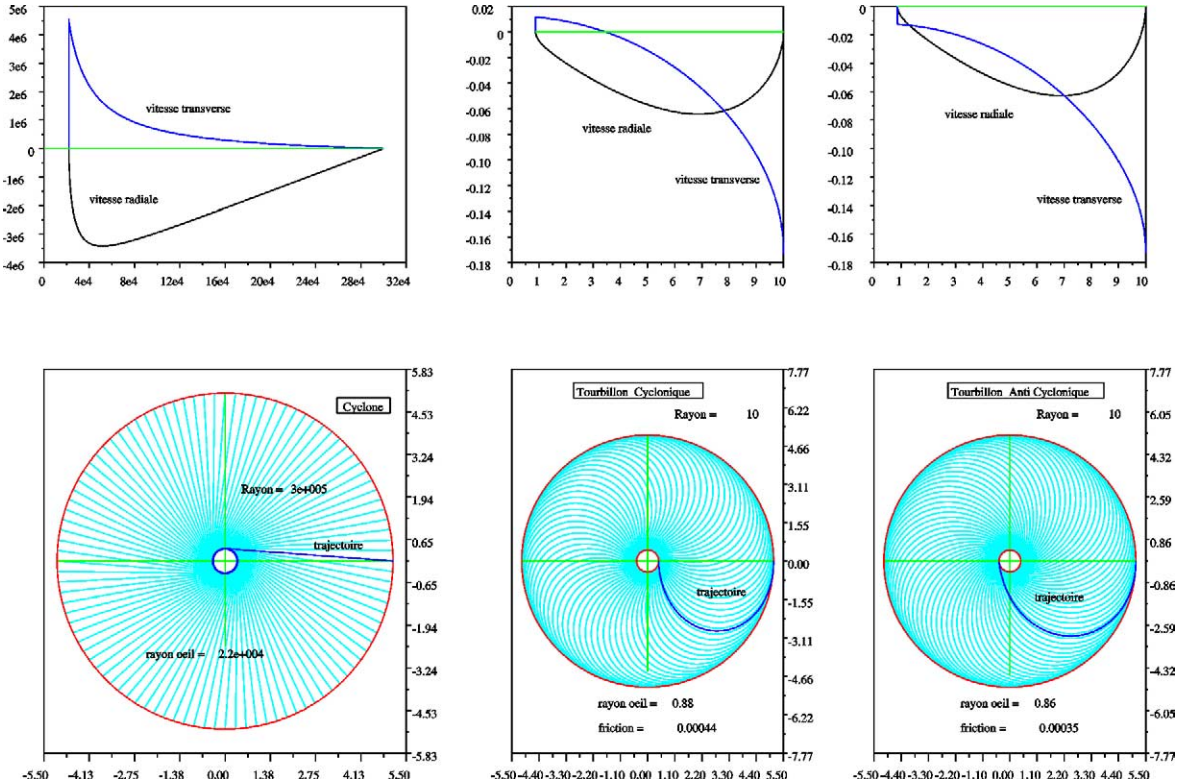 5e6
4e6
3e6
2e6
1e6
0
-1e6
-2e6
-3e6
-4e6
vitesse transverse
vitesse radiale
0 4e4 8e4 12e4 16e4 20e4 24e4 28e4 32e4
0.02
0
-0.02
-0.04
-0.06
-0.08
-0.10
-0.12
-0.14
-0.16
-0.18
vitesse radiale
vitesse transverse
0 1 2 3 4 5 6 7 8 9 10
0
-0.02
-0.04
-0.06
-0.08
-0.10
-0.12
-0.14
-0.16
-0.18
vitesse radiale
vitesse transverse
0 1 2 3 4 5 6 7 8 9 10
Cyclone
Rayon = 3e+005
trajectoire
rayon oeil = 2.2e+004
5.83
4.53
3.24
1.94
0.65
-0.65
-1.94
-3.24
-4.53
-5.83
-5.50 -4.13 -2.75 -1.38 0.00 1.38 2.75 4.13 5.50
Tourbillon Cyclonique
Rayon = 10
trajectoire
rayon oeil = 0.88
friction = 0.00044
7.77
6.22
4.66
3.11
1.55
0.00
-1.55
-3.11
-4.66
-6.22
-7.77
-5.50 -4.40 -3.30 -2.20 -1.10 0.00 1.10 2.20 3.30 4.40 5.50
Tourbillon Anti Cyclonique
Rayon = 10
trajectoire
rayon oeil = 0.86
friction = 0.00035
7.77
6.05
4.32
2.59
0.86
-0.86
-2.59
-4.32
-6.05
-7.77
-5.50 -4.40 -3.30 -2.20 -1.10 0.00 1.10 2.20 3.30 4.40 5.50